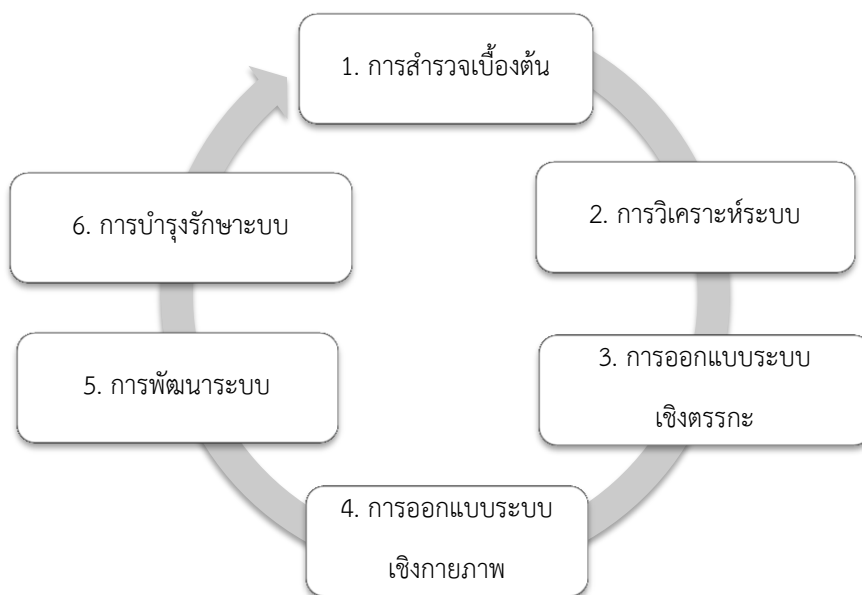 1. การสำรวจเบื้องต้น
2. การวิเคราะห์ระบบ
3. การออกแบบระบบ
เชิงตรรกะ
4. การออกแบบระบบ
เชิงกายภาพ
5. การพัฒนาระบบ
6. การบำรุงรักษาะบบ